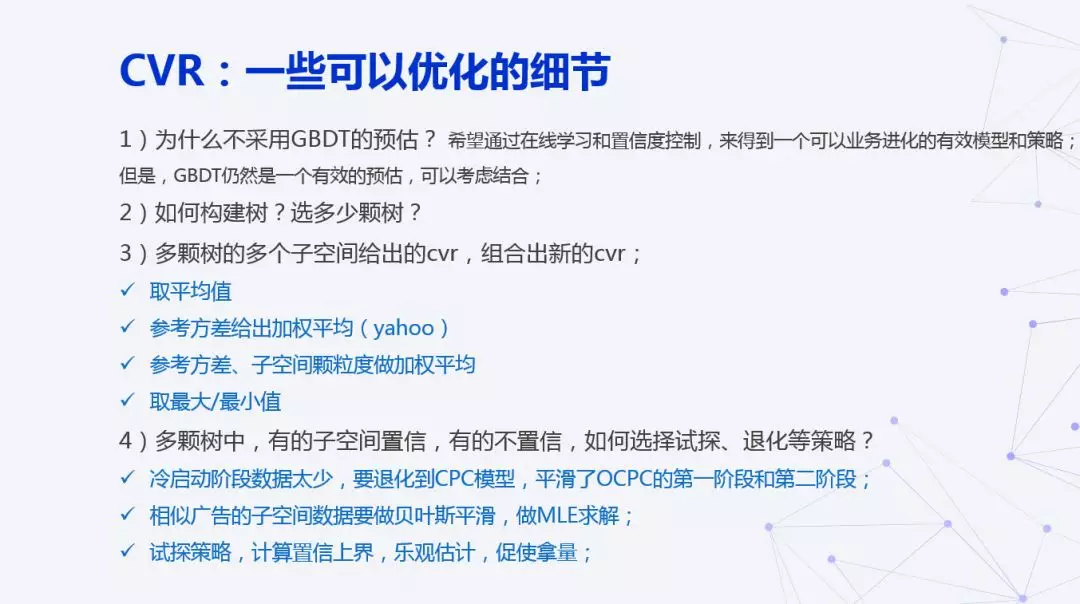 CVR：一些可以优化的细节
1）为什么不采用GBDT的预估？ 希望通过在线学习和置信度控制，来得到一个可以业务进化的有效模型和策略；
但是，GBDT仍然是一个有效的预估，可以考虑结合；
2）如何构建树？选多少颗树？
3）多颗树的多个子空间给出的cvr，组合出新的cvr；
✓ 取平均值
✓ 参考方差给出加权平均（yahoo）
✓ 参考方差、子空间颗粒度做加权平均
✓ 取最大/最小值
4）多颗树中，有的子空间置信，有的不置信，如何选择试探、退化等策略？
✓ 冷启动阶段数据太少，要退化到CPC模型，平滑了OCPC的第一阶段和第二阶段；
✓ 相似广告的子空间数据要做贝叶斯平滑，做MLE求解；
✓ 试探策略，计算置信上界，乐观估计，促使拿量；